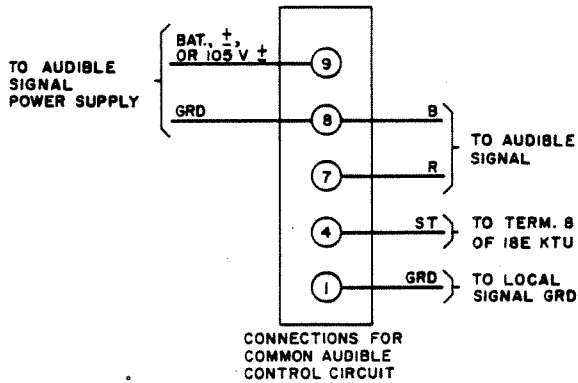 BAT., ±,
OR 105 V ±
9
TO AUDIBLE
SIGNAL
POWER SUPPLY
GRD
8
B
7
R
TO AUDIBLE
SIGNAL
4
ST
TO TERM. 8
OF 18E KTU
1
GRD
TO LOCAL
SIGNAL GRD
CONNECTIONS FOR
COMMON AUDIBLE
CONTROL CIRCUIT